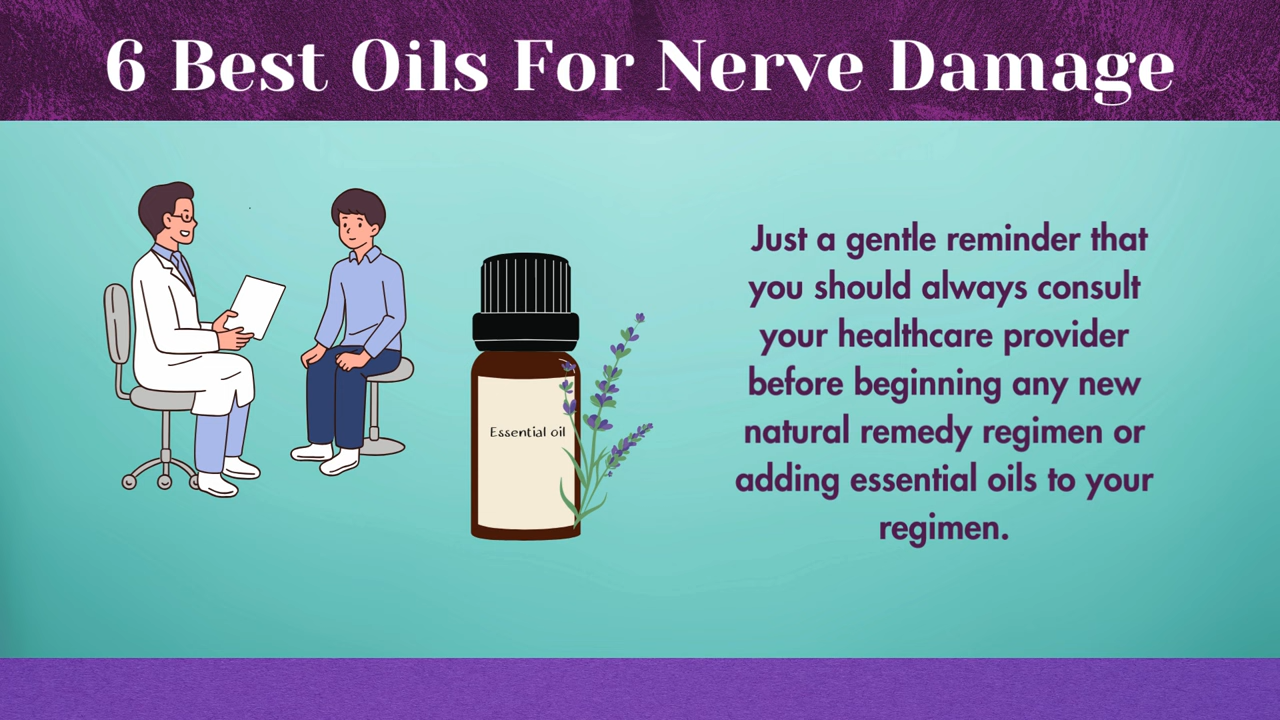 6 Best Oils For Nerve Damage
Just a gentle reminder that
you should always consult
your healthcare provider
before beginning any new
natural remedy regimen or
adding essential oils to your
regimen.
Essential oil